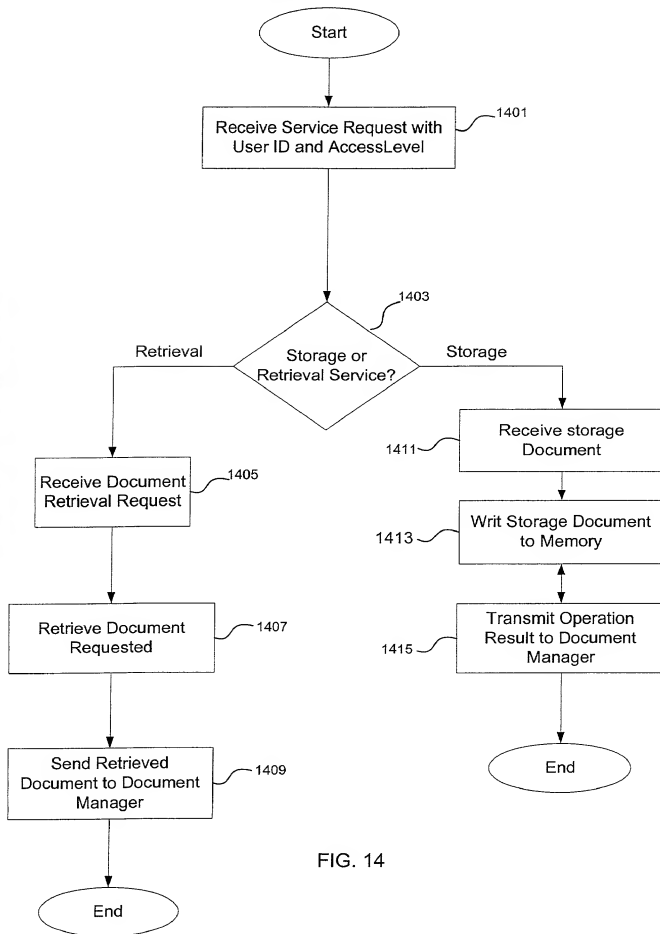 Start
Receive Service Request with
User ID and AccessLevel
1401
1403
Storage or
Retrieval Service?
Retrieval
Storage
Receive Document
Retrieval Request
1405
Retrieve Document
Requested
1407
Send Retrieved
Document to Document
Manager
1409
End
Receive storage
Document
1411
Writ Storage Document
to Memory
1413
Transmit Operation
Result to Document
Manager
1415
End
FIG. 14